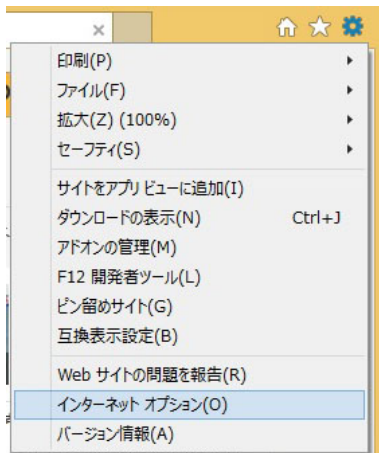 印刷(P)
ファイル(F)
拡大(Z) (100%)
セーフティ(S)
サイトをアプリ ビューに追加(I)
ダウンロードの表示(N) Ctrl+J
アドオンの管理(M)
F12 開発者ツール(L)
ピン留めサイト(G)
互換表示設定(B)
Web サイトの問題を報告(R)
インターネット オプション(O)
バージョン情報(A)